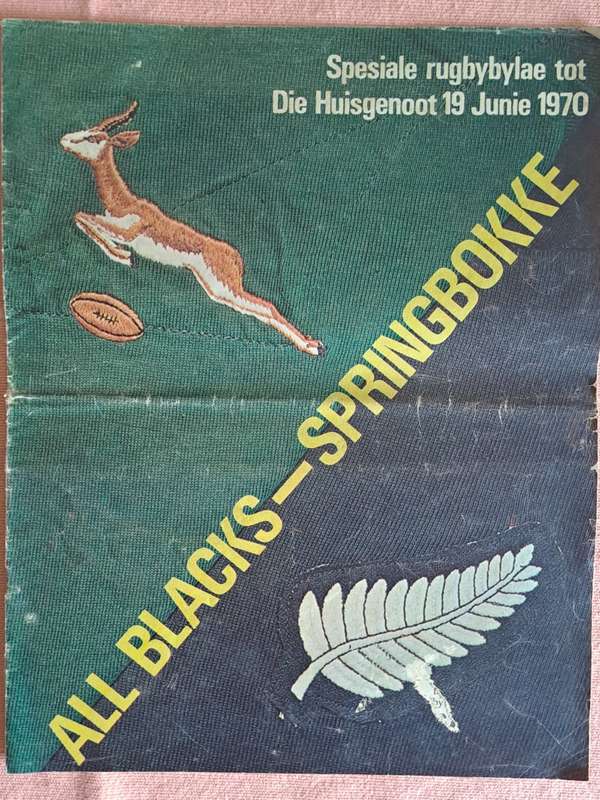 Spesiale rugbybylae tot
Die Huisgenoot 19 Junie 1970
ALL BLACKS—SPRINGBOKKE